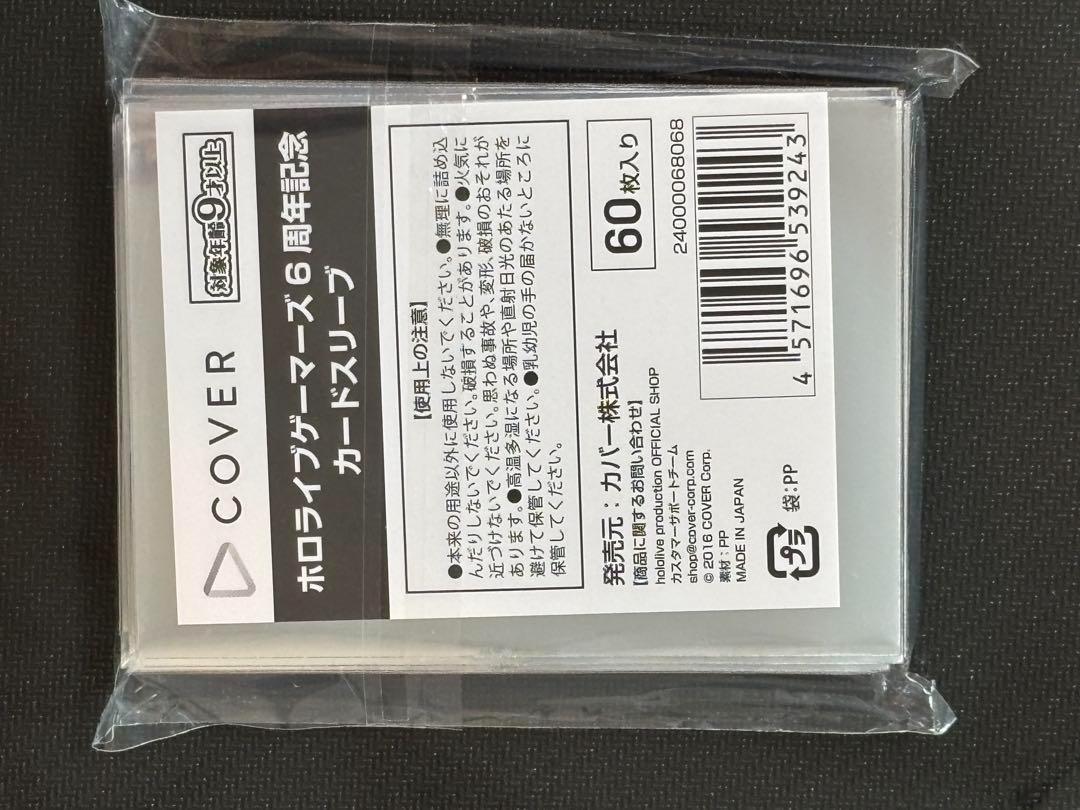 COVER
対象年齢9才以上
ホロライブゲーマーズ6周年記念
カードスリーブ
【使用上の注意】
●本来の用途以外に使用しないでください。●無理に詰め込
んだりしないでください。破損することがあります。●火気に
近づけないでください。思わぬ事故や、変形、破損のおそれが
あります。●高温多湿になる場所や直射日光のあたる場所を
避けて保管してください。●乳幼児の手の届かないところに
保管してください。
発売元：カバー株式会社
【商品に関するお問い合わせ】
hololive production OFFICIAL SHOP
カスタマーサポートチーム
shop@cover-corp.com
© 2016 COVER Corp.
素材：PP
MADE IN JAPAN
プラ
袋:PP
60枚入り
240000068068
4 571696 539243